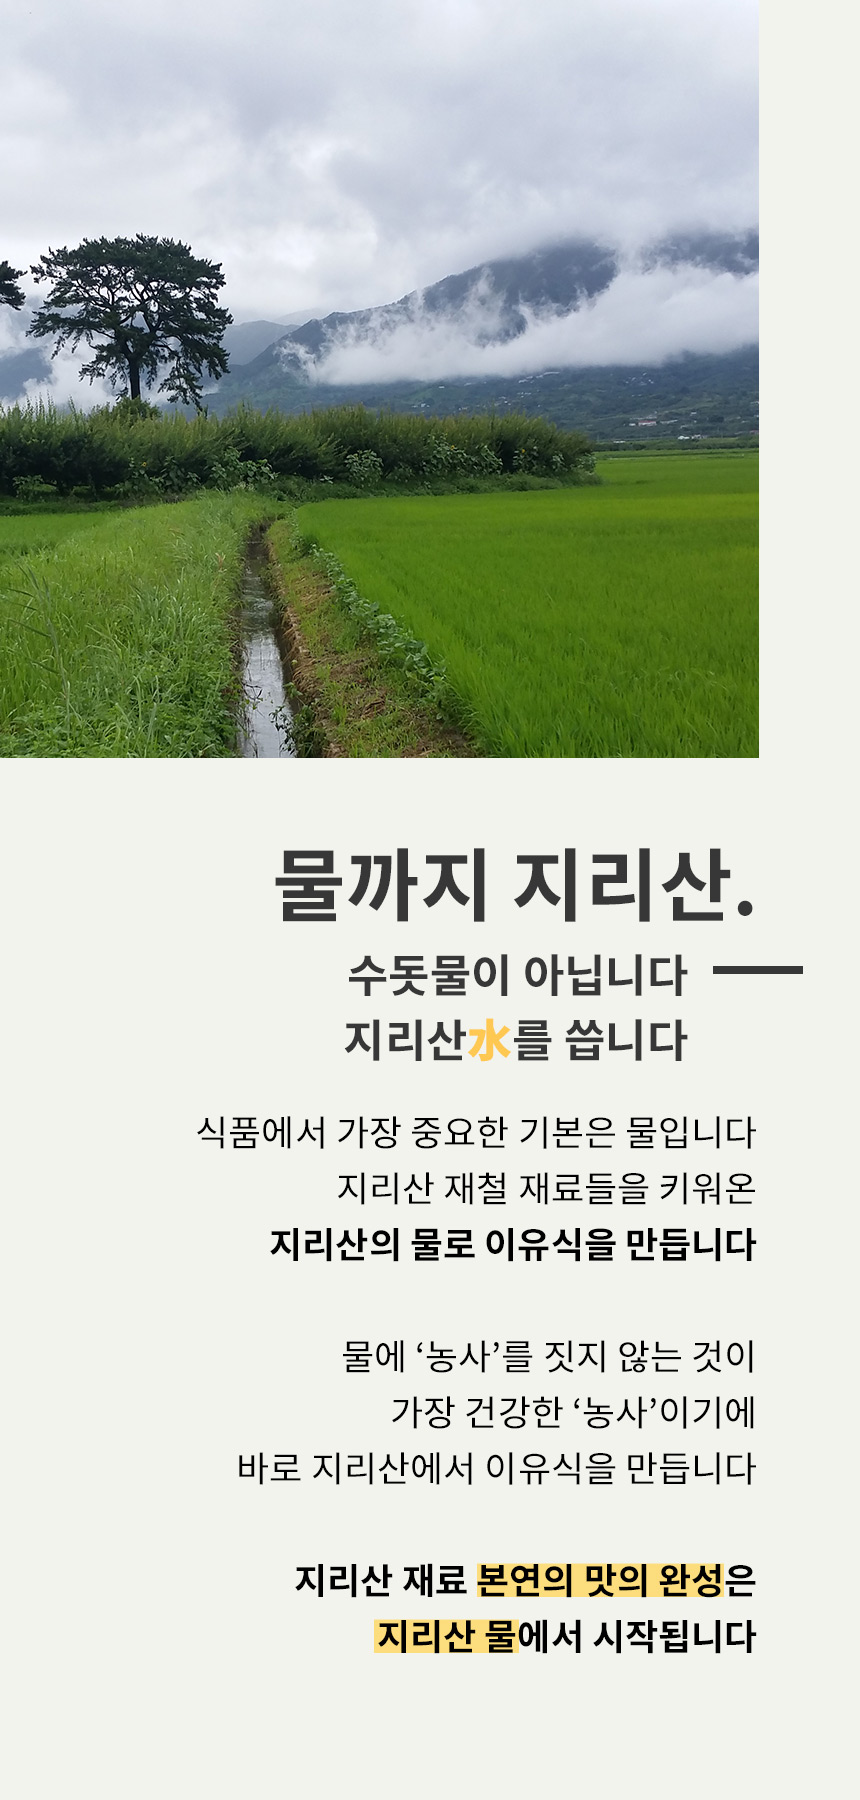 물까지 지리산.
수돗물이 아닙니다
지리산水를 씁니다
식품에서 가장 중요한 기본은 물입니다
지리산 재철 재료들을 키워온
지리산의 물로 이유식을 만듭니다
물에 ‘농사’를 짓지 않는 것이
가장 건강한 ‘농사’이기에
바로 지리산에서 이유식을 만듭니다
지리산 재료 본연의 맛의 완성은
지리산 물에서 시작됩니다